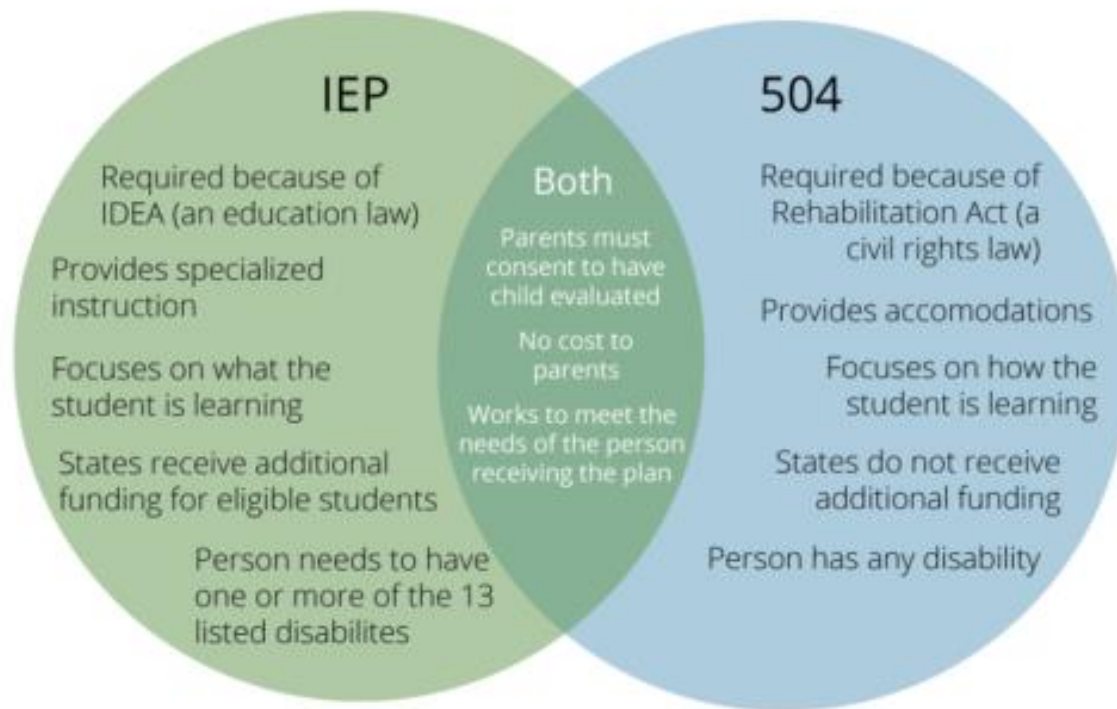 IEP
Required because of
IDEA (an education law)
Provides specialized
instruction
Focuses on what the
student is learning
States receive additional
funding for eligible students
Person needs to have
one or more of the 13
listed disabilites
Both
Parents must
consent to have
child evaluated
No cost to
parents
Works to meet the
needs of the person
receiving the plan
504
Required because of
Rehabilitation Act (a
civil rights law)
Provides accomodations
Focuses on how the
student is learning
States do not receive
additional funding
Person has any disability